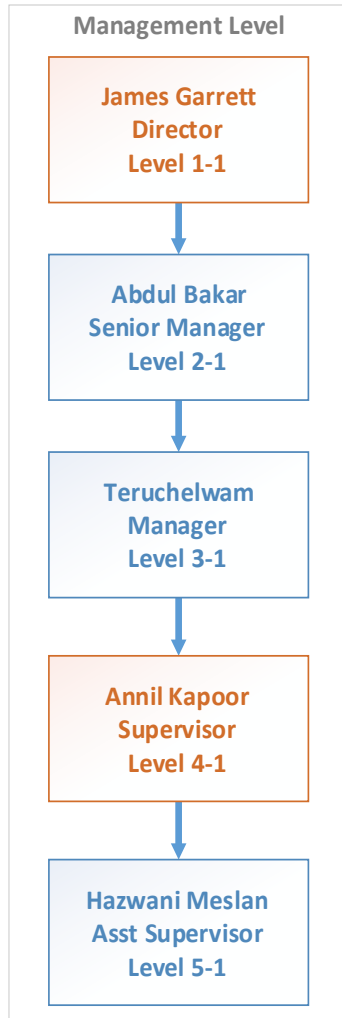 Management Level
James Garrett
Director
Level 1-1
Abdul Bakar
Senior Manager
Level 2-1
Teruchelwam
Manager
Level 3-1
Annil Kapoor
Supervisor
Level 4-1
Hazwani Meslan
Asst Supervisor
Level 5-1